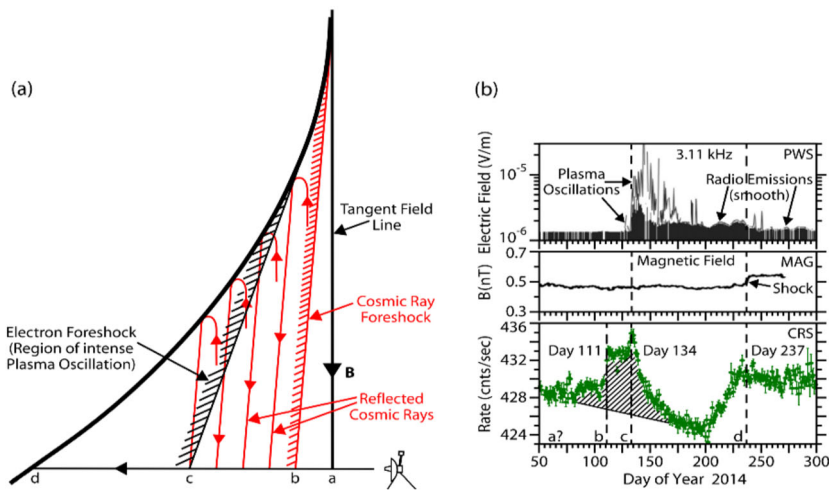 (a)
Tangent Field
Line
Cosmic Ray
Foreshock
Electron Foreshock
(Region of intense
Plasma Oscillation)
B
Reflected
Cosmic Rays
d
c
b
a
(b)
Electric Field (V/m)
10-5
10-6
3.11 kHz
PWS
Plasma
Oscillations
Radio Emissions
(smooth)
B(nT)
0.7
0.5
0.3
Magnetic Field
MAG
Shock
Rate (cnts/sec)
436
432
428
424
CRS
Day 111
Day 134
Day 237
a?
b
c
d
50 100 150 200 250 300
Day of Year 2014